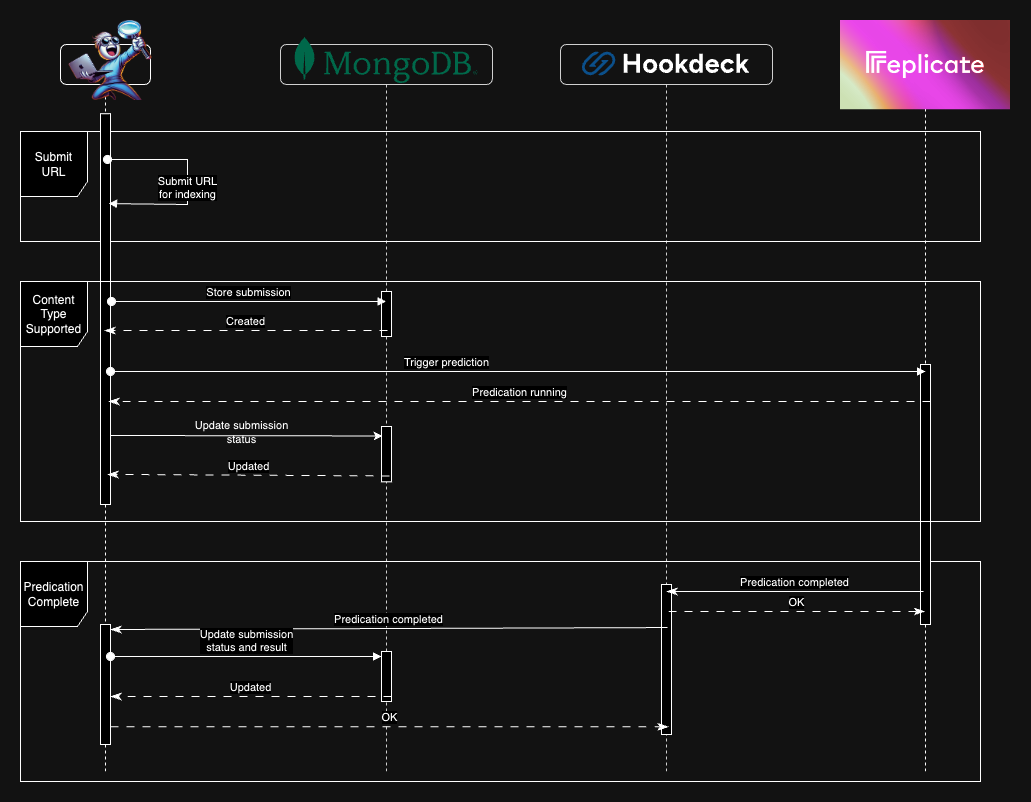 MongoDB
Hookdeck
Replicate
Submit
URL
Submit URL
for indexing
Content
Type
Supported
Store submission
Created
Trigger prediction
Predication running
Update submission
status
Updated
Predication
Complete
Predication completed
OK
Predication completed
Update submission
status and result
Updated
OK